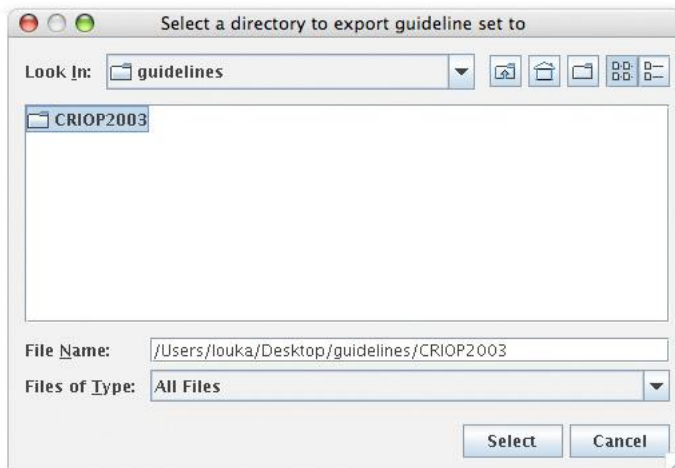 Select a directory to export guideline set to
Look In: guidelines
CRIOP2003
File Name: /Users/louka/Desktop/guidelines/CRIOP2003
Files of Type: All Files
Select Cancel